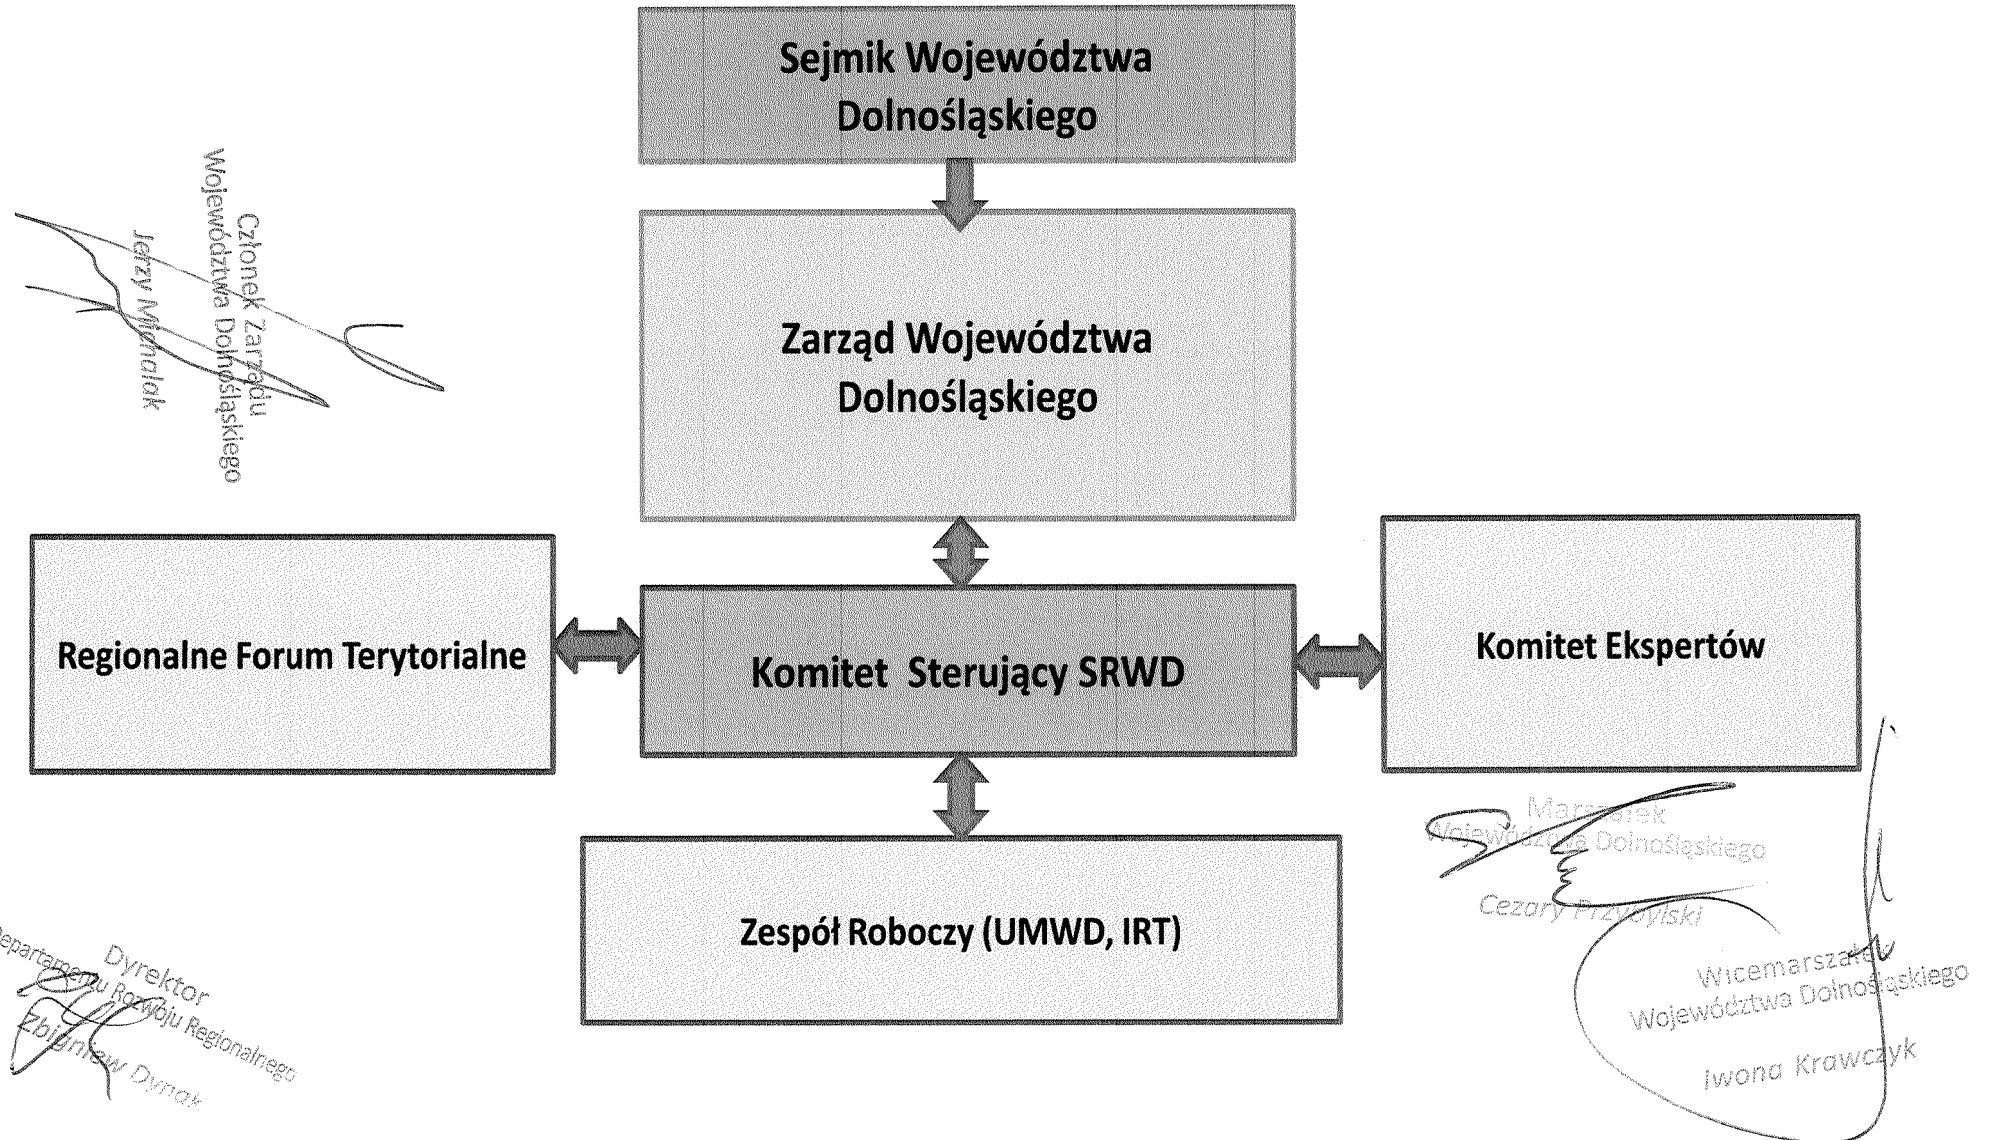 Sejmik Województwa
Dolnośląskiego
Członek Zarządu
Województwa Dolnośląskiego
Jerzy Michalak
Zarząd Województwa
Dolnośląskiego
Regionalne Forum Terytorialne
Komitet Sterujący SRWD
Komitet Ekspertów
Zespół Roboczy (UMWD, IRT)
Marszałek
Województwa Dolnośląskiego
Cezary Przybylski
Wicemarszałek
Województwa Dolnośląskiego
Iwona Krawczyk
Dyrektor
Departamentu Rozwoju Regionalnego
Zbigniew Dynak